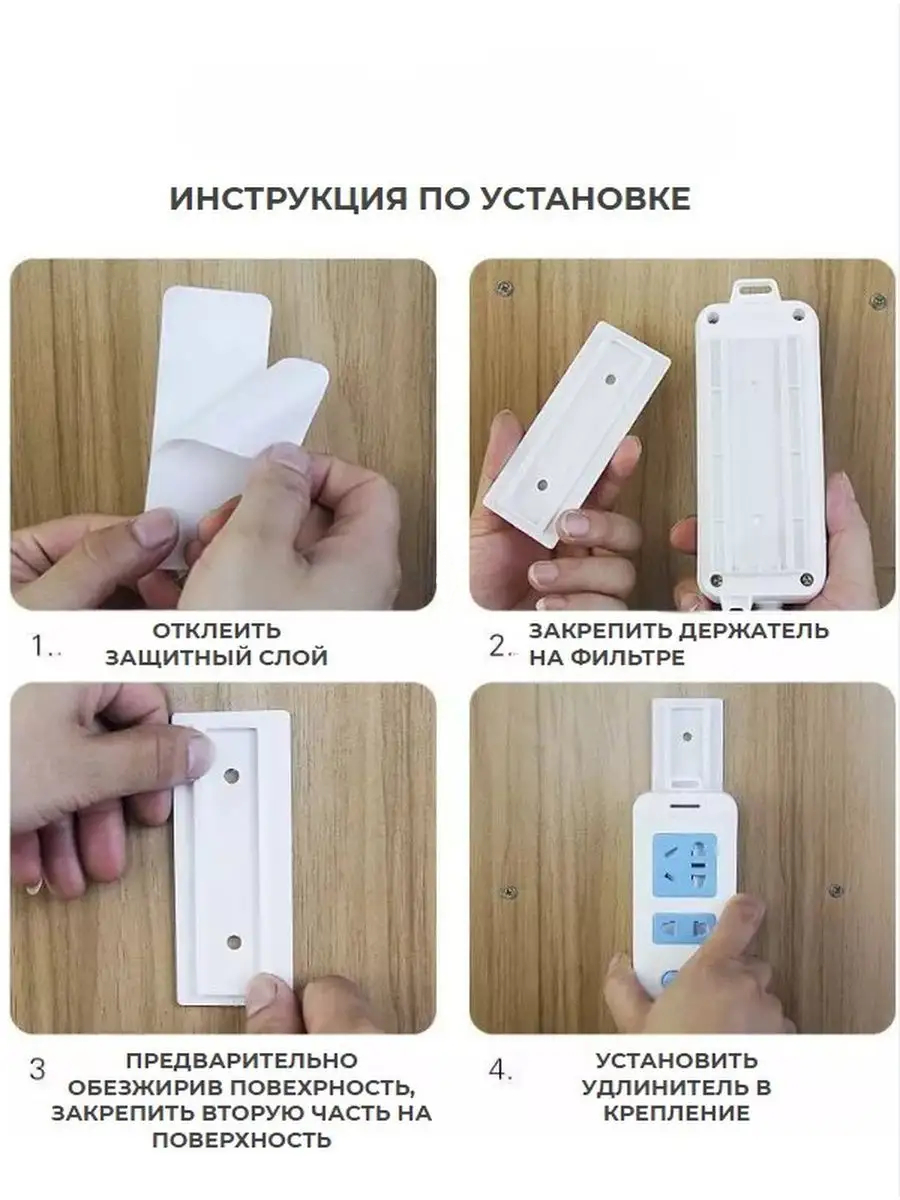 ИНСТРУКЦИЯ ПО УСТАНОВКЕ
1..
ОТКЛЕИТЬ
ЗАЩИТНЫЙ СЛОЙ
2..
ЗАКРЕПИТЬ ДЕРЖАТЕЛЬ
НА ФИЛЬТРЕ
3
ПРЕДВАРИТЕЛЬНО
ОБЕЗЖИРИВ ПОВЕХРНОСТЬ,
ЗАКРЕПИТЬ ВТОРУЮ ЧАСТЬ НА
ПОВЕРХНОСТЬ
4.
УСТАНОВИТЬ
УДЛИНИТЕЛЬ В
КРЕПЛЕНИЕ